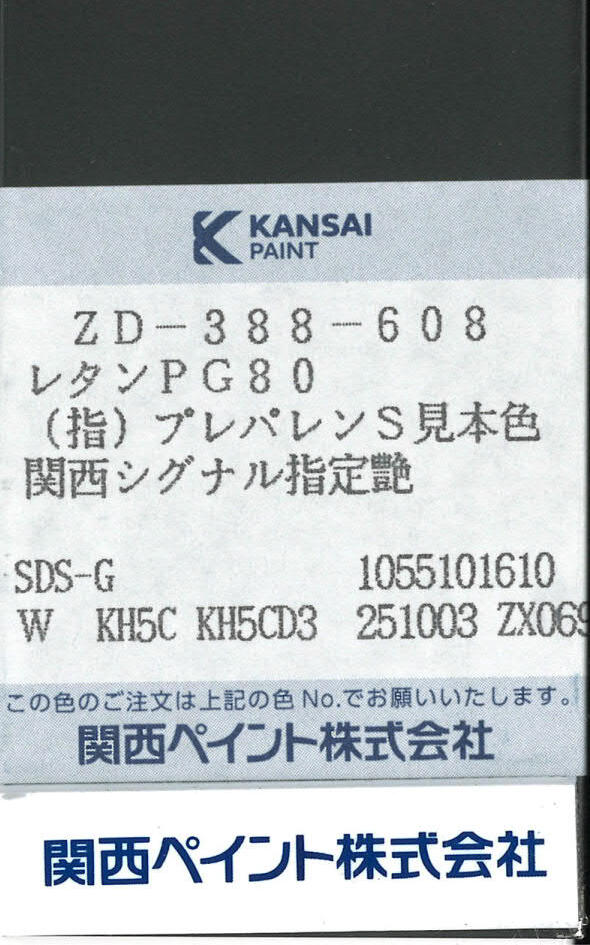 KANSAI
PAINT
ZD-388-608
レタンPG80
(指)プレパレンS見本色
関西シグナル指定艶
SDS-G 1055101610
W KH5C KH5CD3 251003 ZX069
この色のご注文は上記の色No.でお願いいたします。
関西ペイント株式会社
関西ペイント株式会社